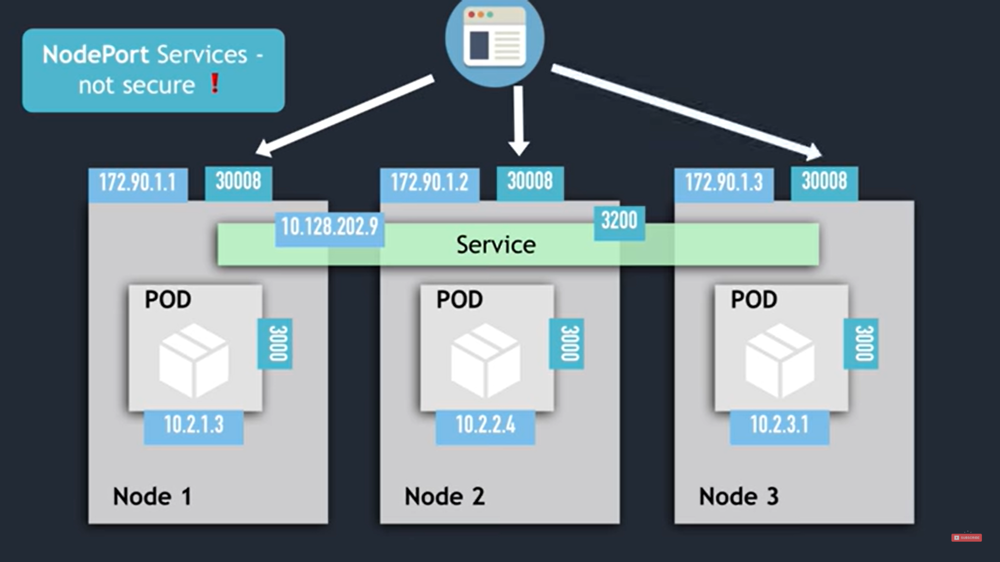 NodePort Services -
not secure ❗
172.90.1.1
30008
172.90.1.2
30008
172.90.1.3
30008
10.128.202.9
3200
Service
POD
POD
POD
3000
3000
3000
10.2.1.3
10.2.2.4
10.2.3.1
Node 1
Node 2
Node 3
SUBSCRIBE